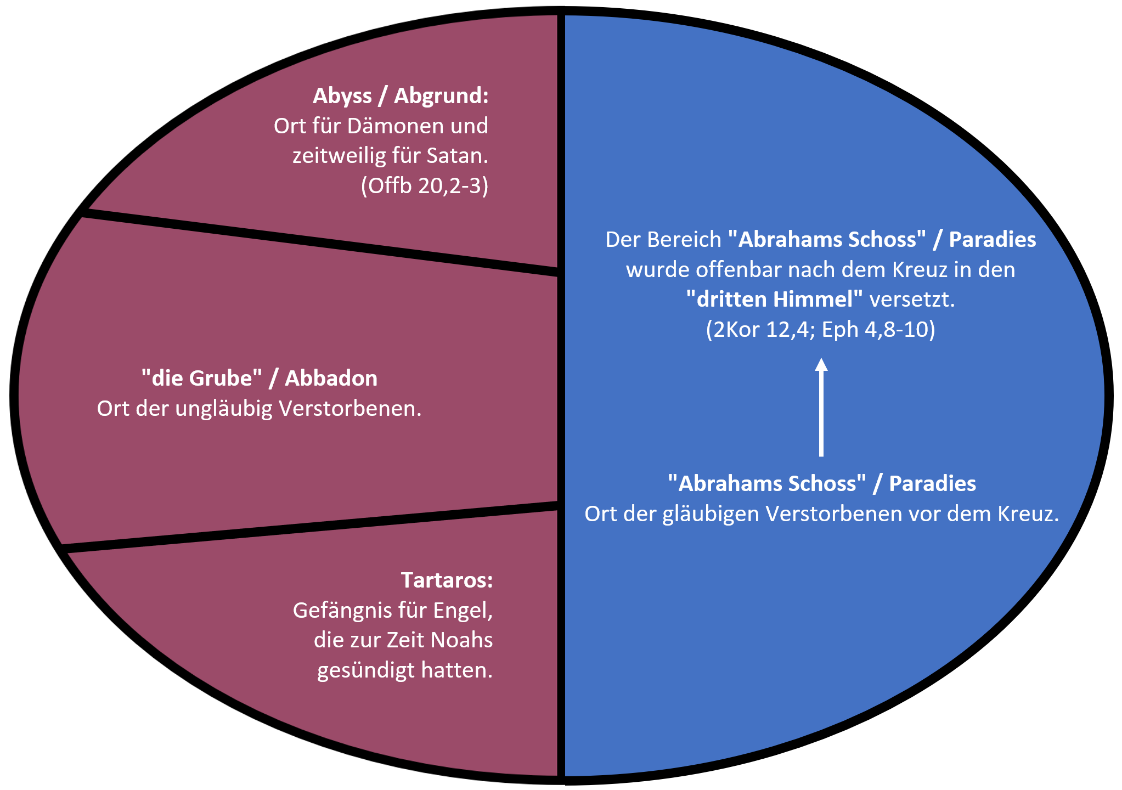 Abyss / Abgrund:
Ort für Dämonen und
zeitweilig für Satan.
(Offb 20,2-3)
"die Grube" / Abbadon
Ort der ungläubig Verstorbenen.
Tartaros:
Gefängnis für Engel,
die zur Zeit Noahs
gesündigt hatten.
Der Bereich "Abrahams Schoss" / Paradies
wurde offenbar nach dem Kreuz in den
"dritten Himmel" versetzt.
(2Kor 12,4; Eph 4,8-10)
"Abrahams Schoss" / Paradies
Ort der gläubigen Verstorbenen vor dem Kreuz.